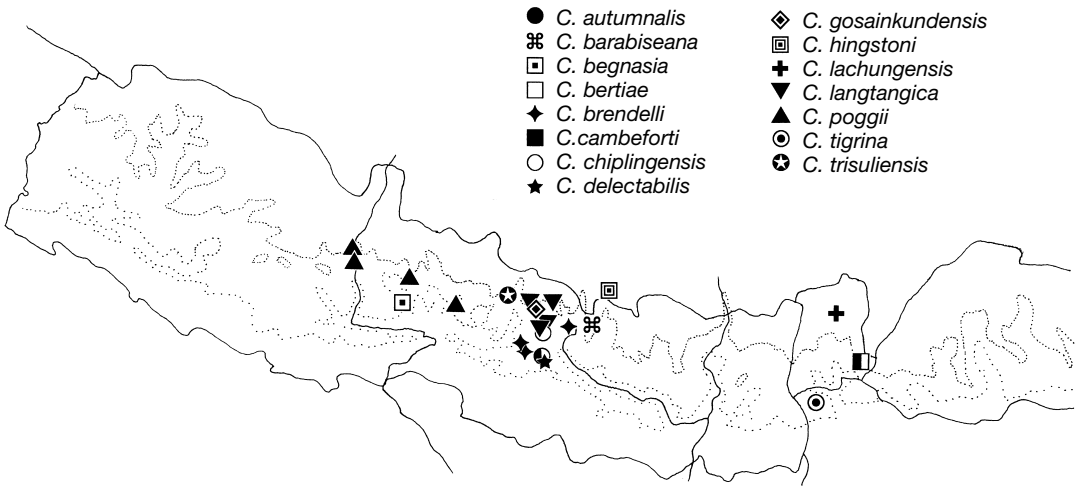 C. autumnalis
C. barabiseana
C. begnasia
C. bertiae
C. brendelli
C.cambeforti
C. chiplingensis
C. delectabilis
C. gosainkundensis
C. hingstoni
C. lachungensis
C. langtangica
C. poggii
C. tigrina
C. trisuliensis